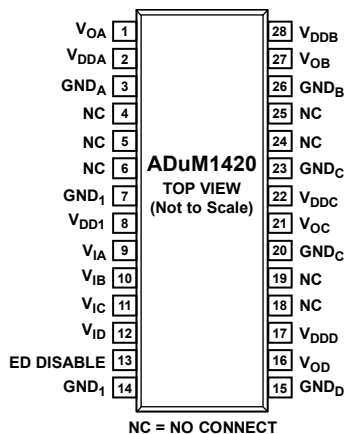 V_OA 1
V_DDA 2
GND_A 3
NC 4
NC 5
NC 6
GND_1 7
V_DD1 8
V_IA 9
V_IB 10
V_IC 11
V_ID 12
ED DISABLE 13
GND_1 14
ADuM1420
TOP VIEW
(Not to Scale)
28 V_DDB
27 V_OB
26 GND_B
25 NC
24 NC
23 GND_C
22 V_DDC
21 V_OC
20 GND_C
19 NC
18 NC
17 V_DDD
16 V_OD
15 GND_D
NC = NO CONNECT